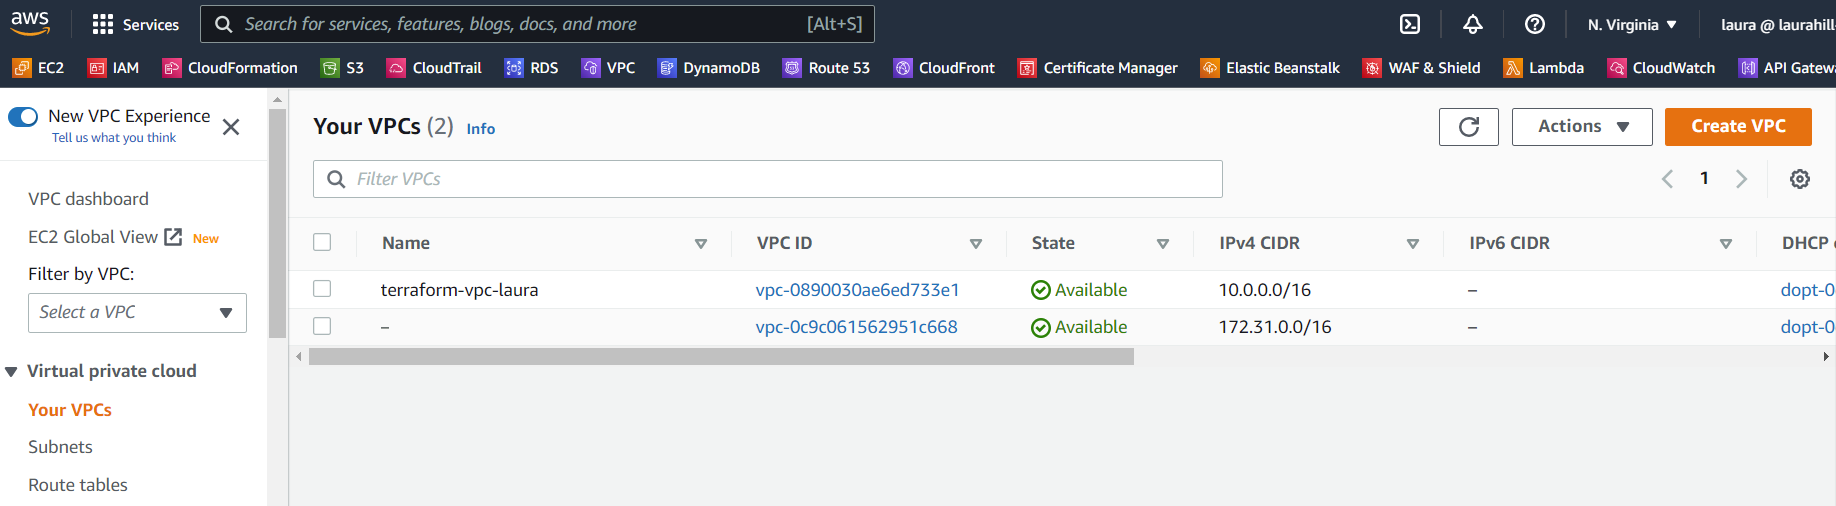 aws Services Search for services, features, blogs, docs, and more [Alt+S] N. Virginia laura @ laurahill
EC2 IAM CloudFormation S3 CloudTrail RDS VPC DynamoDB Route 53 CloudFront Certificate Manager Elastic Beanstalk WAF & Shield Lambda CloudWatch API Gatewa
New VPC Experience
Tell us what you think
VPC dashboard
EC2 Global View New
Filter by VPC:
Select a VPC
Virtual private cloud
Your VPCs
Subnets
Route tables
Your VPCs (2) Info Actions Create VPC
Filter VPCs 1
Name VPC ID State IPv4 CIDR IPv6 CIDR DHCP
terraform-vpc-laura vpc-0890030ae6ed733e1 Available 10.0.0.0/16 – dopt-0
– vpc-0c9c061562951c668 Available 172.31.0.0/16 – dopt-0